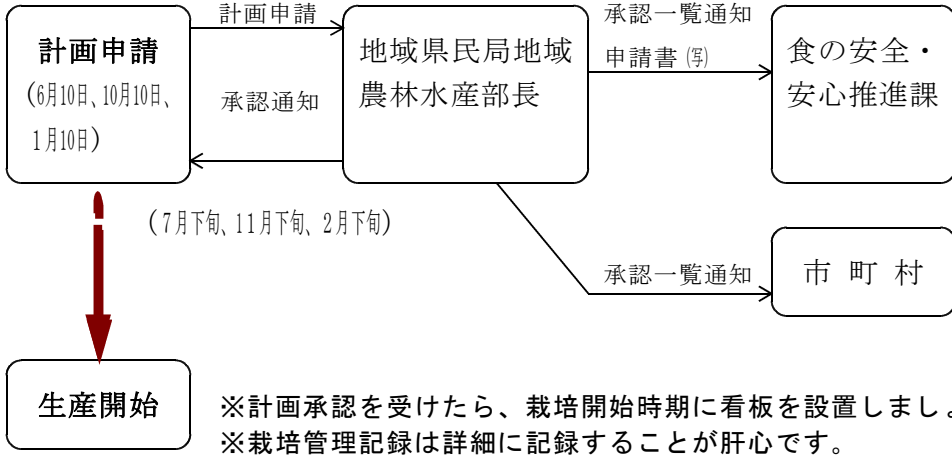 計画申請
(6月10日、10月10日、
1月10日)
計画申請
承認通知
地域県民局地域
農林水産部長
承認一覧通知
申請書 (写)
食の安全・
安心推進課
(7月下旬、11月下旬、2月下旬)
承認一覧通知
市 町 村
生産開始
※計画承認を受けたら、栽培開始時期に看板を設置しまし。
※栽培管理記録は詳細に記録することが肝心です。